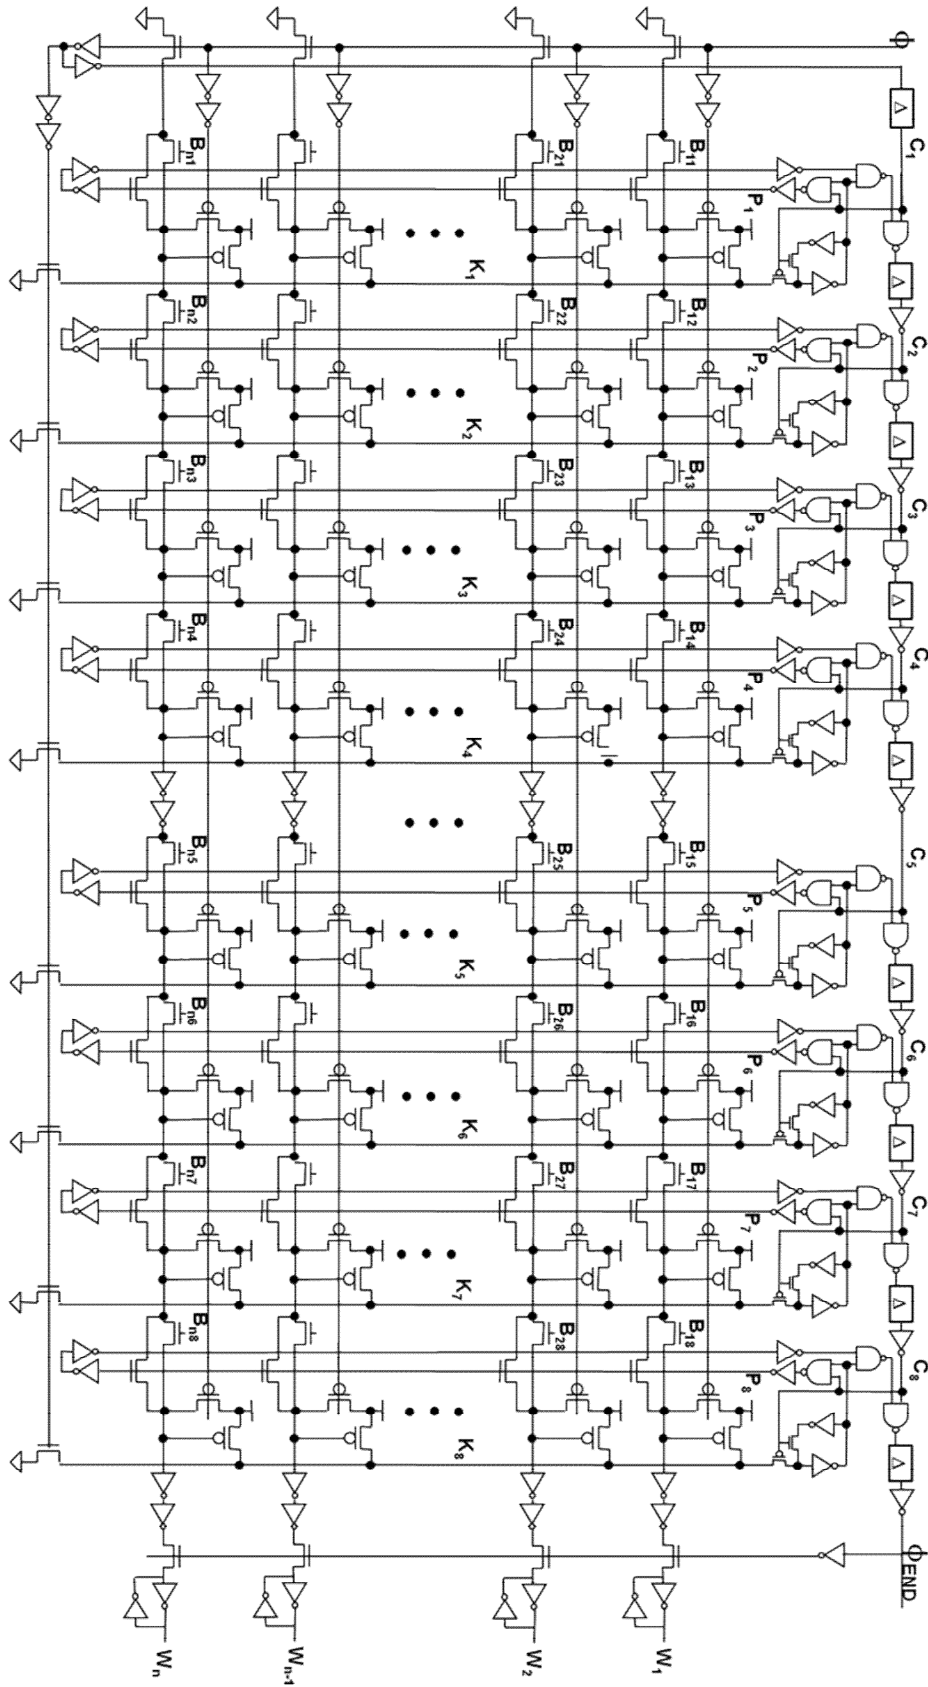 Φ C₁ C₂ C₃ C₄ C₅ C₆ C₇ C₈ Φ_END
Δ Δ Δ Δ Δ Δ Δ Δ Δ
P₁ P₂ P₃ P₄ P₅ P₆ P₇ P₈
B₁₁ B₁₂ B₁₃ B₁₄ B₁₅ B₁₆ B₁₇ B₁₈
W₁
B₂₁ B₂₂ B₂₃ B₂₄ B₂₅ B₂₆ B₂₇ B₂₈
W₂
K₁ K₂ K₃ K₄ K₅ K₆ K₇ K₈
Wₙ₋₁
Bₙ₁ Bₙ₂ Bₙ₃ Bₙ₄ Bₙ₅ Bₙ₆ Bₙ₇ Bₙ₈
Wₙ